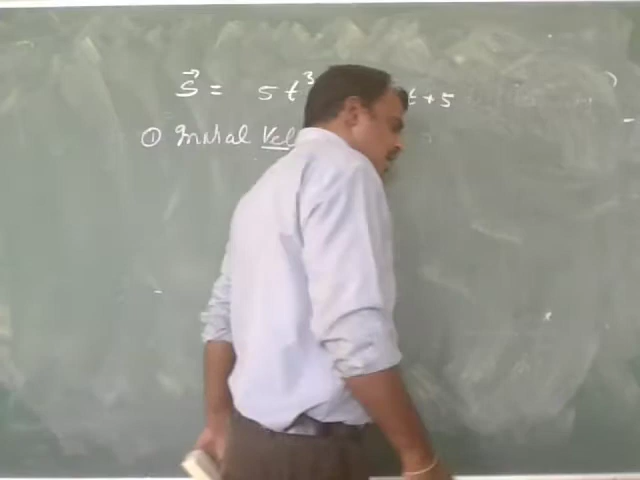 S⃗ = 5t³ t + 5
① Initial Vel